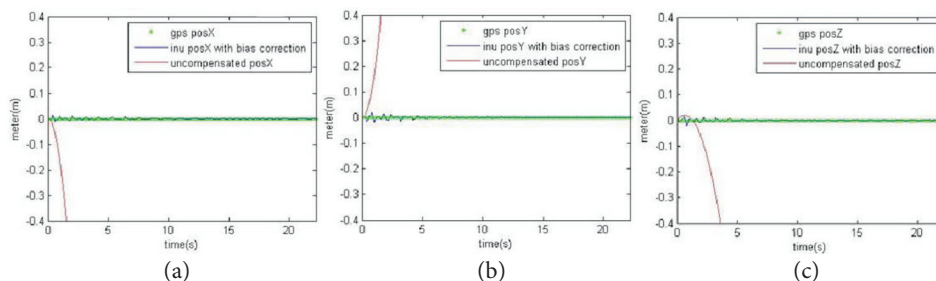 0.4
0.3
0.2
0.1
0
-0.1
-0.2
-0.3
-0.4
meter(m)
gps posX
inu posX with bias correction
uncompensated posX
0 5 10 15 20
time(s)
(a)
0.4
0.3
0.2
0.1
0
-0.1
-0.2
-0.3
0.4
meter(m)
gps posY
inu posY with bias correction
uncompensated posY
0 5 10 15 20
time(s)
(b)
0.4
0.3
0.2
0.1
0
-0.1
-0.2
-0.3
-0.4
meter(m)
gps posZ
inu posZ with bias correction
uncompensated posZ
0 5 10 15 20
time(s)
(c)